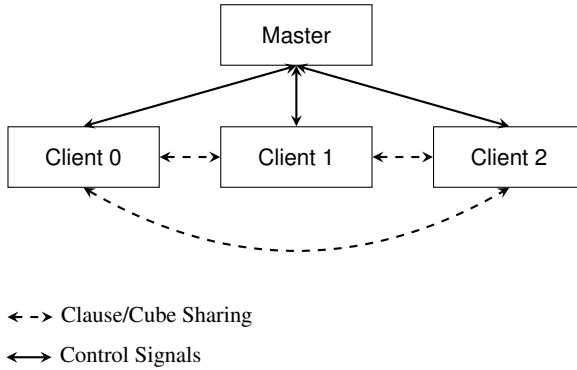 Master
Client 0
Client 1
Client 2
Clause/Cube Sharing
Control Signals